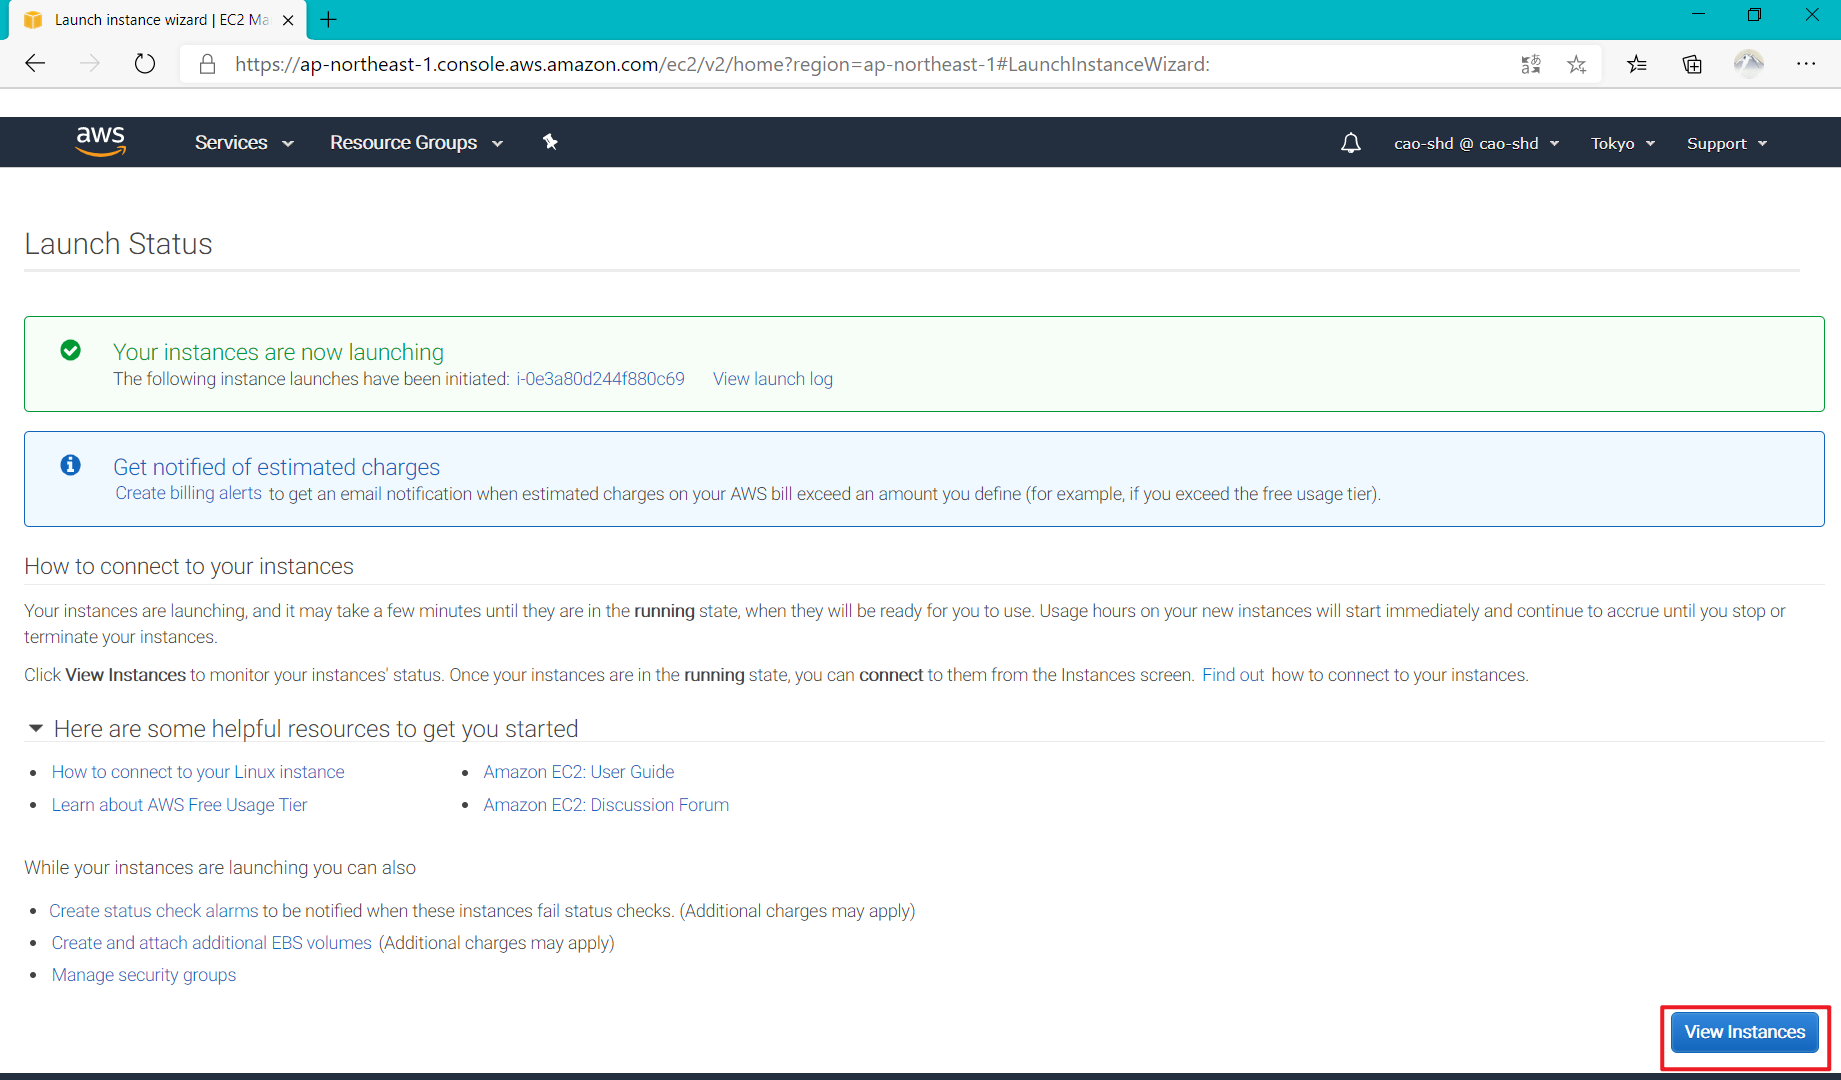 Launch instance wizard | EC2 Ma
https://ap-northeast-1.console.aws.amazon.com/ec2/v2/home?region=ap-northeast-1#LaunchInstanceWizard:
aws Services Resource Groups cao-shd @ cao-shd Tokyo Support
Launch Status
Your instances are now launching
The following instance launches have been initiated: i-0e3a80d244f880c69 View launch log
Get notified of estimated charges
Create billing alerts to get an email notification when estimated charges on your AWS bill exceed an amount you define (for example, if you exceed the free usage tier).
How to connect to your instances
Your instances are launching, and it may take a few minutes until they are in the running state, when they will be ready for you to use. Usage hours on your new instances will start immediately and continue to accrue until you stop or
terminate your instances.
Click View Instances to monitor your instances' status. Once your instances are in the running state, you can connect to them from the Instances screen. Find out how to connect to your instances.
Here are some helpful resources to get you started
• How to connect to your Linux instance
• Amazon EC2: User Guide
• Learn about AWS Free Usage Tier
• Amazon EC2: Discussion Forum
While your instances are launching you can also
• Create status check alarms to be notified when these instances fail status checks. (Additional charges may apply)
• Create and attach additional EBS volumes (Additional charges may apply)
• Manage security groups
View Instances